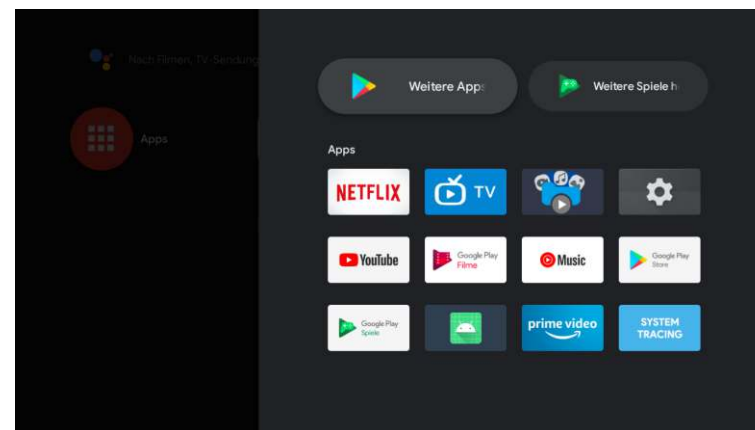 Nach Filmen, TV-Sendung
Weitere App
Weitere Spiele h
Apps
Apps
NETFLIX
TV
YouTube
Google Play
Filme
Music
Google Play
Store
Google Play
Spiele
prime video
SYSTEM
TRACING